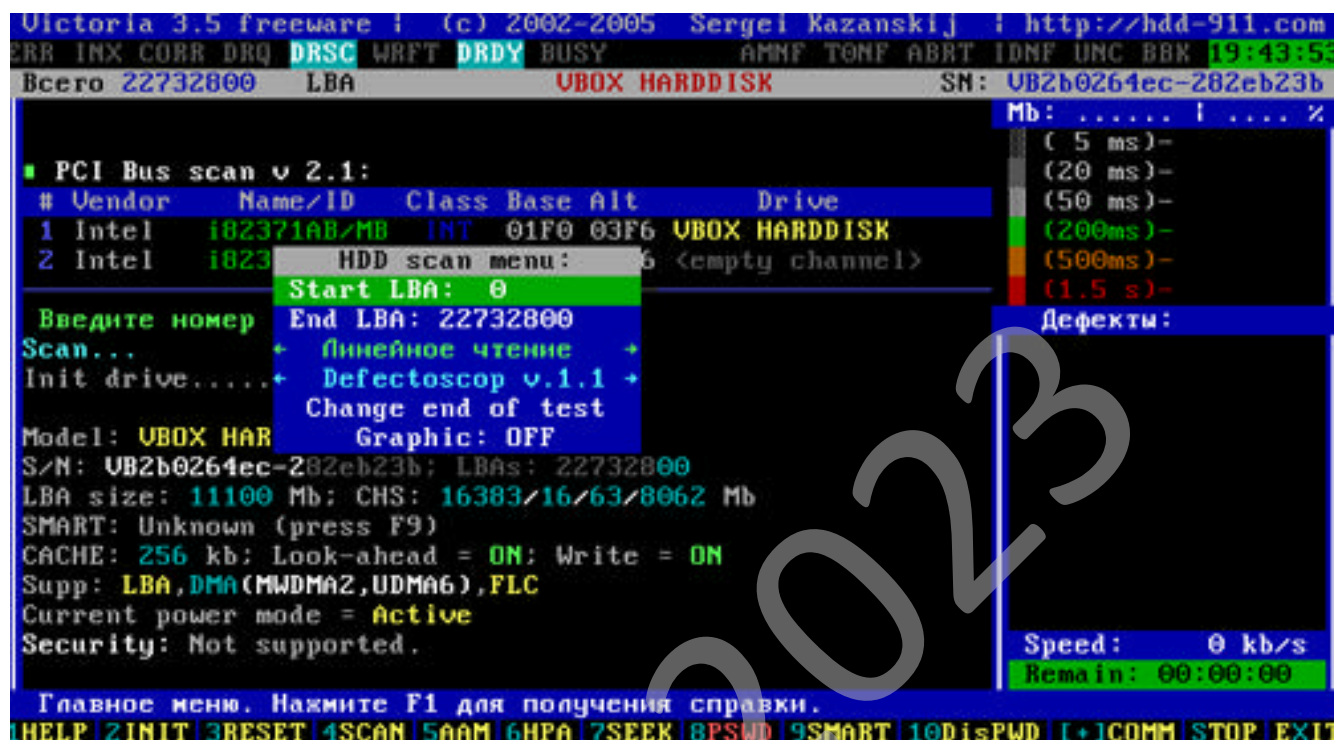 Victoria 3.5 freeware | (c) 2002-2005 Sergei Kazanskij | http://hdd-911.com
ERR INX CORR DRQ DRSC WRFT DRDY BUSY AMNF T0NF ABRT IDNF UNC BBK 19:43:53
Всего 22732800 LBA VBOX HARDDISK SN: VB2b0264ec-282eb23b
Mb: ...... | .... %
( 5 ms)-
PCI Bus scan v 2.1:
(20 ms)-
# Vendor Name/ID Class Base Alt Drive
(50 ms)-
1 Intel i82371AB/MB INT 01F0 03F6 VBOX HARDDISK
(200ms)-
2 Intel i823 6 <empty channel>
HDD scan menu:
(500ms)-
Start LBA: 0
(1.5 s)-
Введите номер
End LBA: 22732800
Дефекты:
Scan...
← Линейное чтение →
Init drive.....
← Defectoscop v.1.1 →
Change end of test
Model: VBOX HAR
Graphic: OFF
S/N: VB2b0264ec-282eb23b; LBAs: 22732800
LBA size: 11100 Mb; CHS: 16383/16/63/8062 Mb
SMART: Unknown (press F9)
CACHE: 256 kb; Look-ahead = ON; Write = ON
Supp: LBA,DMA(MWDMA2,UDMA6),FLC
Current power mode = Active
Security: Not supported.
Speed: 0 kb/s
Remain: 00:00:00
Главное меню. Нажмите F1 для получения справки.
1HELP 2INIT 3RESET 4SCAN 5AAM 6HPA 7SEEK 8PSWD 9SMART 10DisPWD [+]COMM STOP EXIT
2023